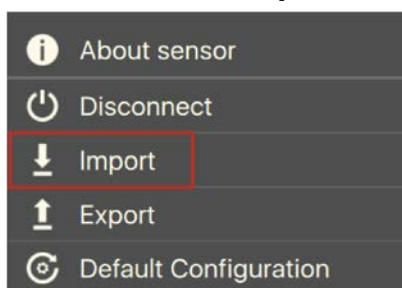 About sensor
Disconnect
Import
Export
Default Configuration